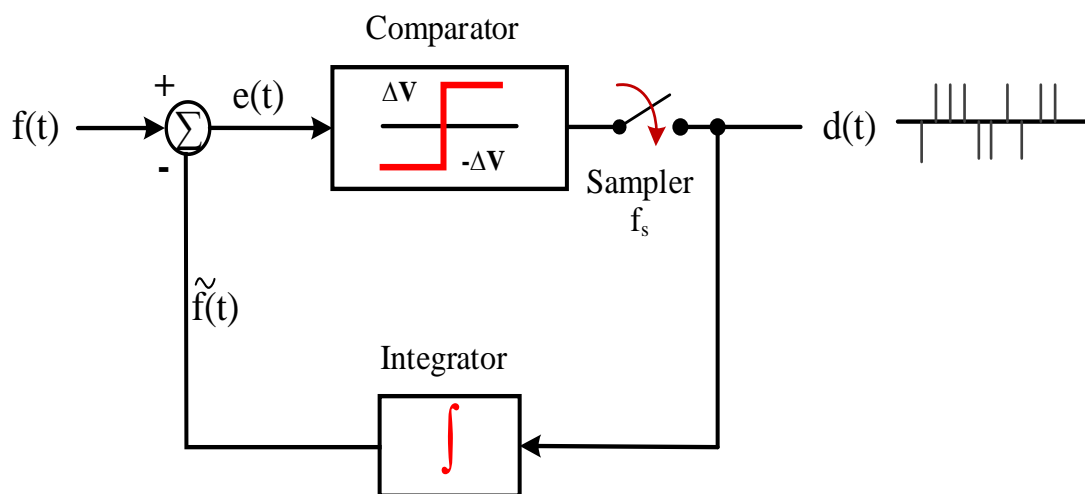 Comparator
+
f(t)
Σ
-
e(t)
ΔV
-ΔV
Sampler
fₛ
d(t)
f̃(t)
Integrator
∫